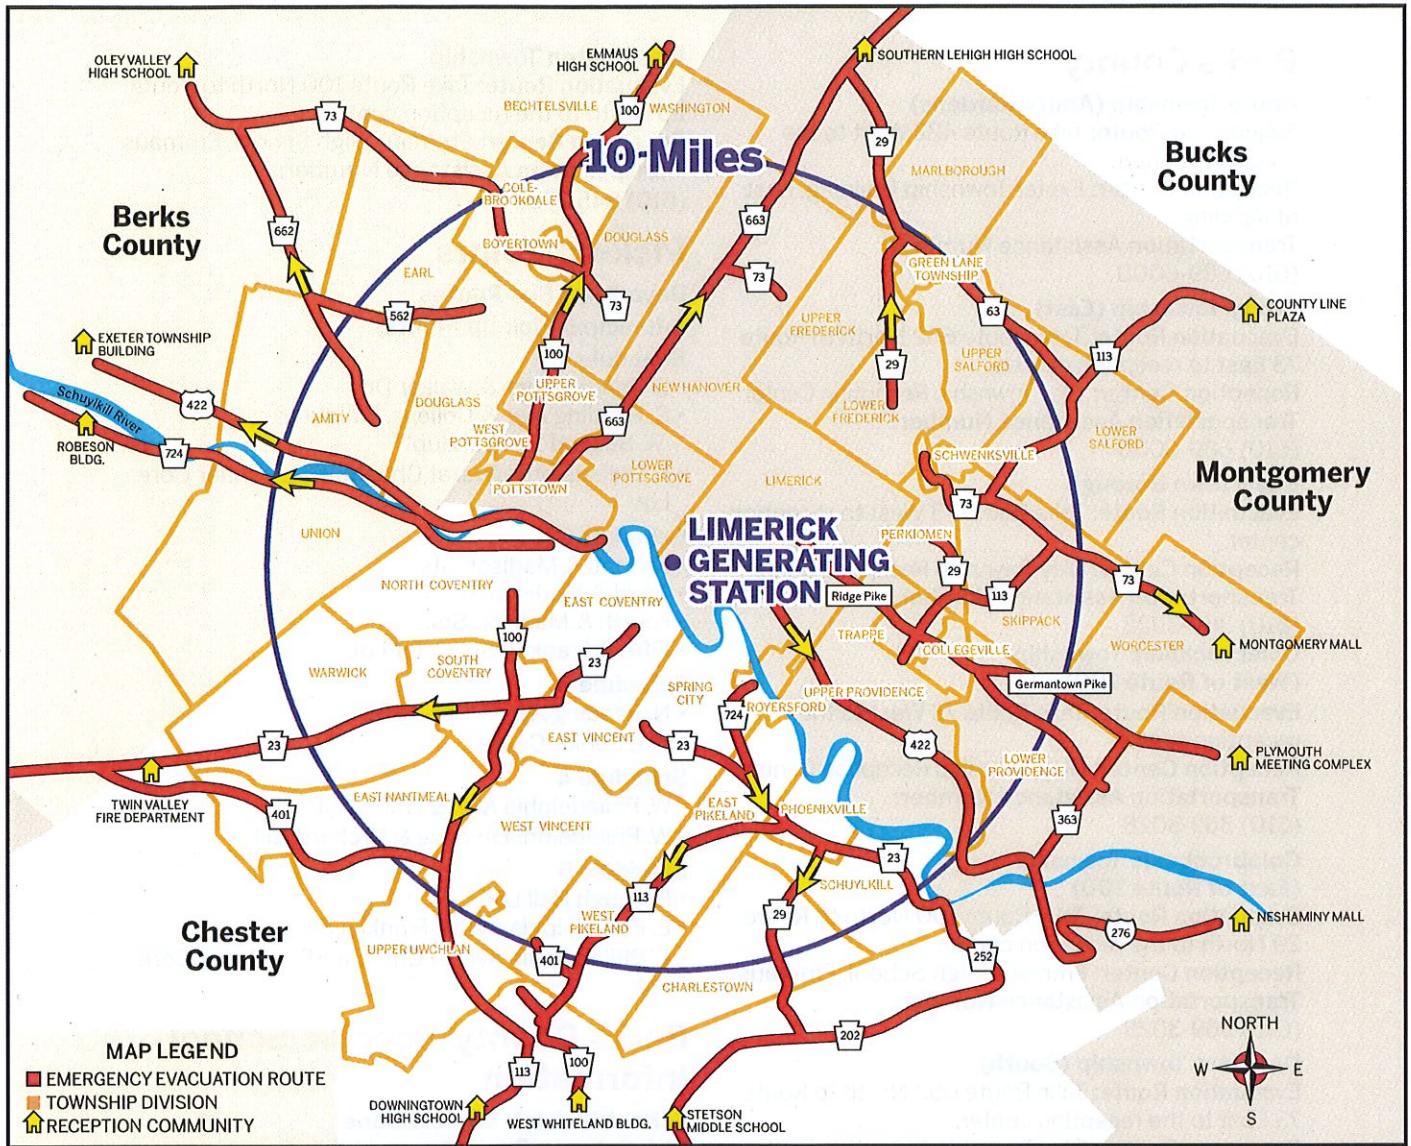 OLEY VALLEY
HIGH SCHOOL
EMMAUS
HIGH SCHOOL
SOUTHERN LEHIGH HIGH SCHOOL
BECHTELSVILLE
100
WASHINGTON
73
29
10-Miles
MARLBOROUGH
Bucks
County
Berks
County
COLE-
BROOKDALE
662
663
BOYERTOWN
DOUGLASS
EARL
GREEN LANE
TOWNSHIP
73
562
73
63
COUNTY LINE
PLAZA
UPPER
FREDERICK
EXETER TOWNSHIP
BUILDING
100
29
UPPER
SALFORD
113
Schuylkill River
422
AMITY
DOUGLASS
UPPER
POTTSGROVE
NEW HANOVER
LOWER
FREDERICK
ROBESON
BLDG.
724
WEST
POTTSGROVE
663
LOWER
SALFORD
SCHWENKSVILLE
LOWER
POTTSGROVE
LIMERICK
POTTSTOWN
73
Montgomery
County
UNION
LIMERICK
GENERATING
STATION
PERKIOMEN
NORTH COVENTRY
29
73
EAST COVENTRY
Ridge Pike
113
100
TRAPPE
SKIPPACK
WORCESTER
MONTGOMERY MALL
COLLEGEVILLE
WARWICK
SOUTH
COVENTRY
23
Germantown Pike
SPRING
CITY
UPPER PROVIDENCE
ROYERSFORD
724
23
EAST VINCENT
23
422
PLYMOUTH
MEETING COMPLEX
LOWER
PROVIDENCE
TWIN VALLEY
FIRE DEPARTMENT
EAST NANTMEAL
401
WEST VINCENT
EAST
PIKELAND
PHOENIXVILLE
363
23
SCHUYLKILL
113
29
WEST
PIKELAND
NESHAMINY MALL
276
Chester
County
UPPER UWCHLAN
401
252
CHARLESTOWN
202
NORTH
W
E
S
MAP LEGEND
EMERGENCY EVACUATION ROUTE
TOWNSHIP DIVISION
RECEPTION COMMUNITY
113
100
DOWNINGTOWN
HIGH SCHOOL
WEST WHITELAND BLDG.
STETSON
MIDDLE SCHOOL